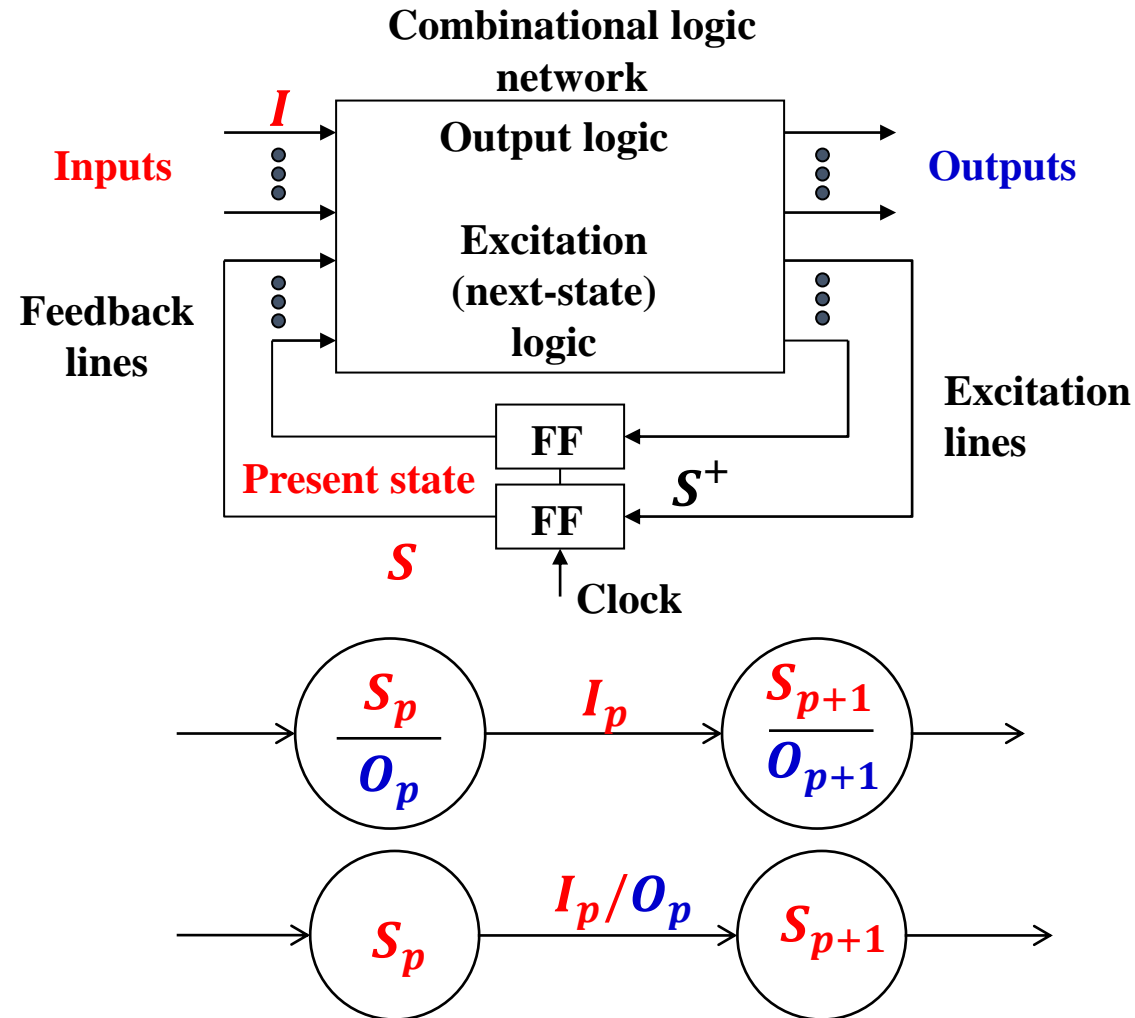 Combinational logic
network
I
Output logic
Inputs
Outputs
Excitation
(next-state)
logic
Feedback
lines
Excitation
lines
FF
Present state
S⁺
FF
S
Clock
Sₚ
Oₚ
Iₚ
Sₚ₊₁
Oₚ₊₁
Sₚ
Iₚ/Oₚ
Sₚ₊₁